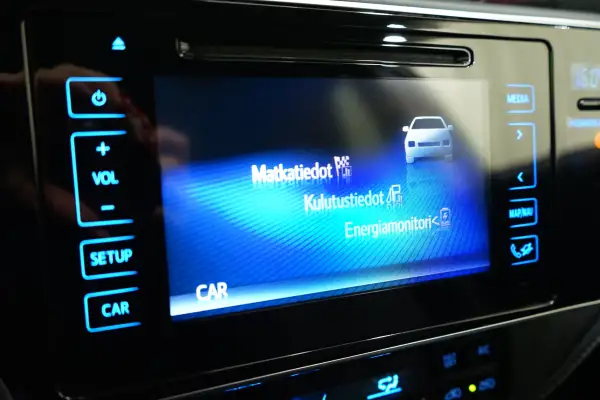 VOL
SETUP
CAR
Matkatiedot
Kulutustiedot
Energiamonitori
CAR
MEDIA
MAP/NAV